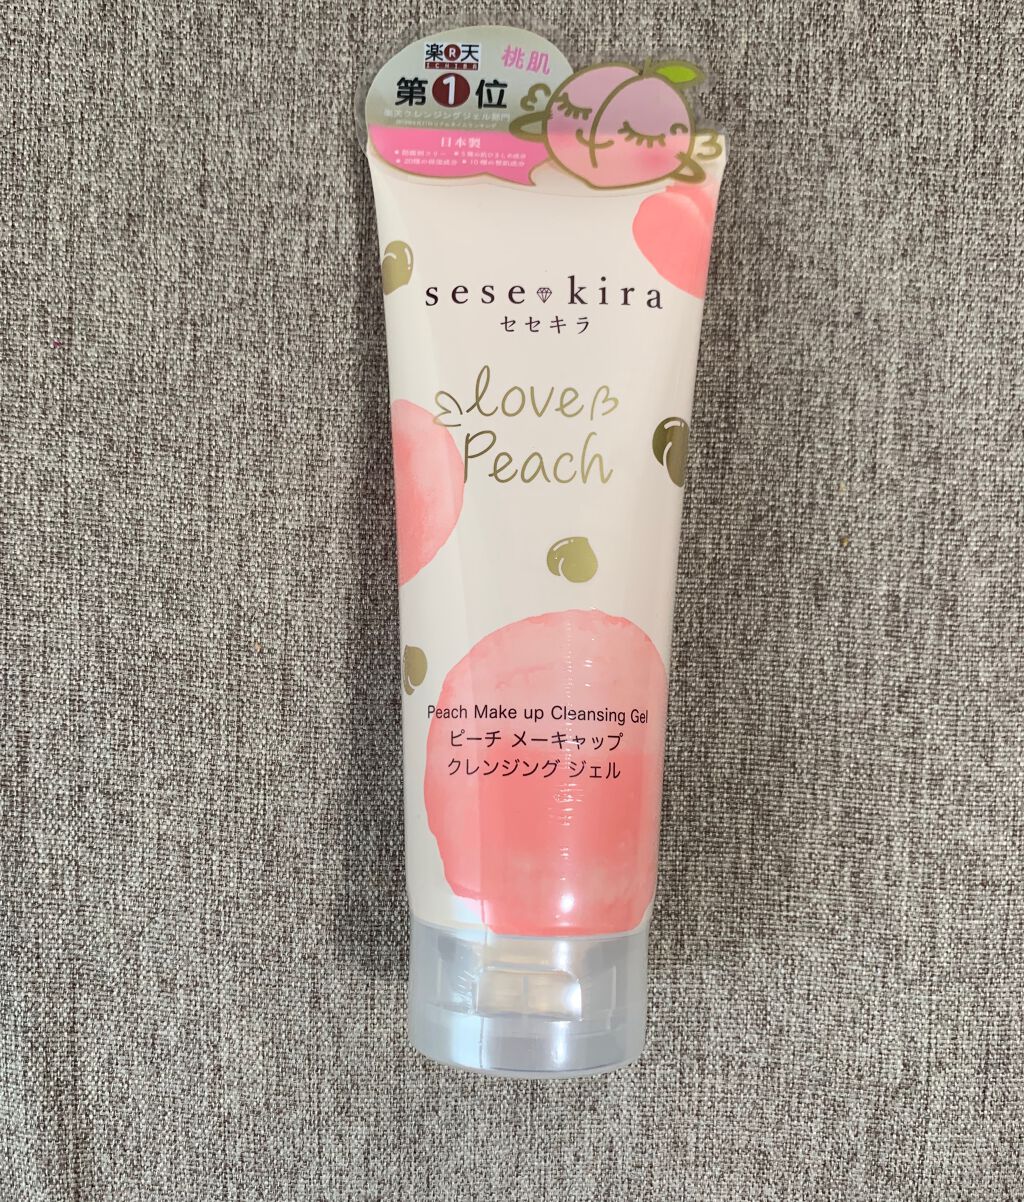 楽R天
ICHIBA
桃肌
第1位
楽天クレンジングジェル部門
日本製
sese kira
セセキラ
love
Peach
Peach Make up Cleansing Gel
ピーチ メーキャップ
クレンジング ジェル